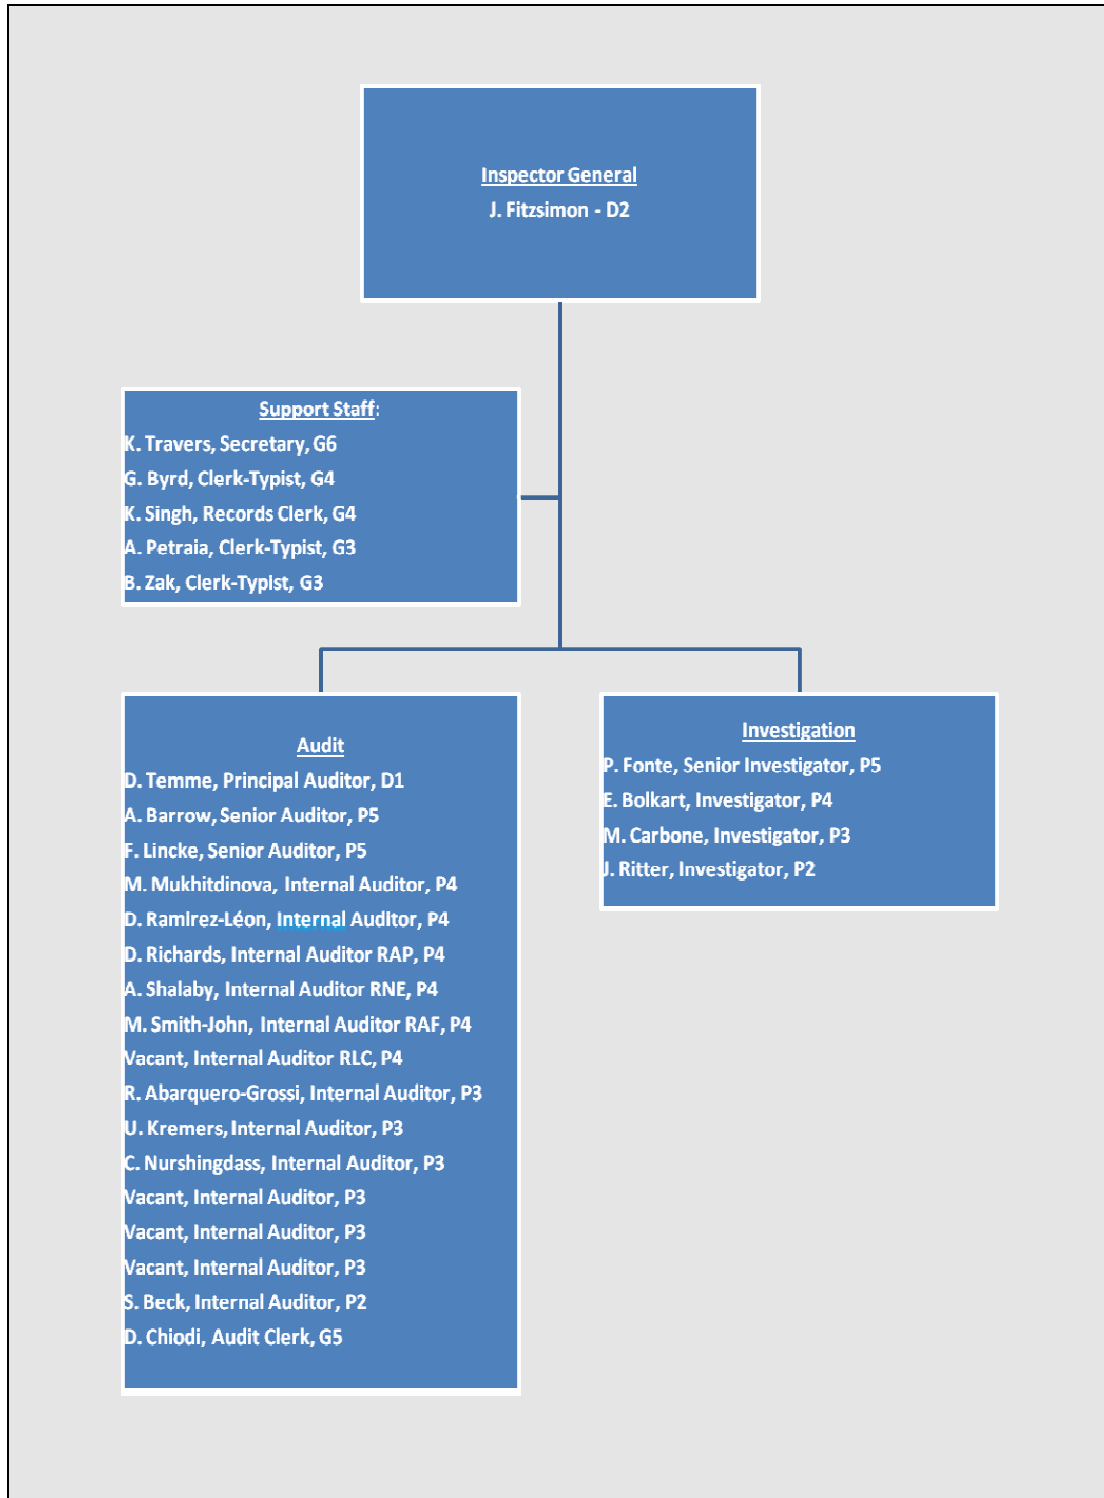 Inspector General
J. Fitzsimon - D2
Support Staff:
K. Travers, Secretary, G6
G. Byrd, Clerk-Typist, G4
K. Singh, Records Clerk, G4
A. Petraia, Clerk-Typist, G3
B. Zak, Clerk-Typist, G3
Audit
D. Temme, Principal Auditor, D1
A. Barrow, Senior Auditor, P5
F. Lincke, Senior Auditor, P5
M. Mukhitdinova, Internal Auditor, P4
D. Ramirez-Léon, Internal Auditor, P4
D. Richards, Internal Auditor RAP, P4
A. Shalaby, Internal Auditor RNE, P4
M. Smith-John, Internal Auditor RAF, P4
Vacant, Internal Auditor RLC, P4
R. Abarquero-Grossi, Internal Auditor, P3
U. Kremers, Internal Auditor, P3
C. Nurshingdass, Internal Auditor, P3
Vacant, Internal Auditor, P3
Vacant, Internal Auditor, P3
Vacant, Internal Auditor, P3
S. Beck, Internal Auditor, P2
D. Chiodi, Audit Clerk, G5
Investigation
P. Fonte, Senior Investigator, P5
E. Bolkart, Investigator, P4
M. Carbone, Investigator, P3
J. Ritter, Investigator, P2